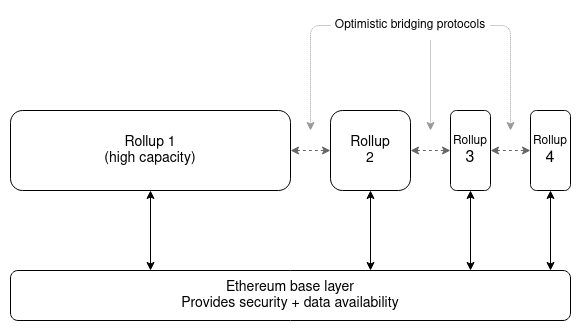 Optimistic bridging protocols
Rollup 1
(high capacity)
Rollup
2
Rollup
3
Rollup
4
Ethereum base layer
Provides security + data availability